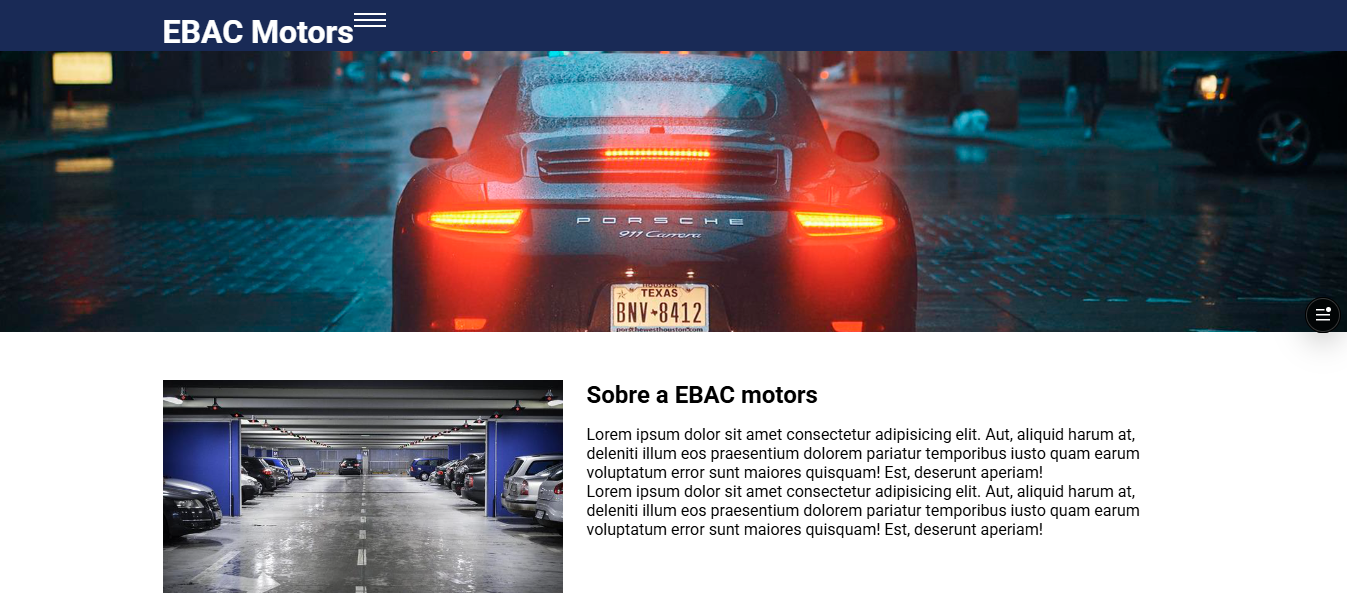 EBAC Motors
PORSCHE
911 Carrera
HOUSTON
TEXAS
BNV 8412
Sobre a EBAC motors
Lorem ipsum dolor sit amet consectetur adipisicing elit. Aut, aliquid harum at,
deleniti illum eos praesentium dolorem pariatur temporibus iusto quam earum
voluptatum error sunt maiores quisquam! Est, deserunt aperiam!
Lorem ipsum dolor sit amet consectetur adipisicing elit. Aut, aliquid harum at,
deleniti illum eos praesentium dolorem pariatur temporibus iusto quam earum
voluptatum error sunt maiores quisquam! Est, deserunt aperiam!